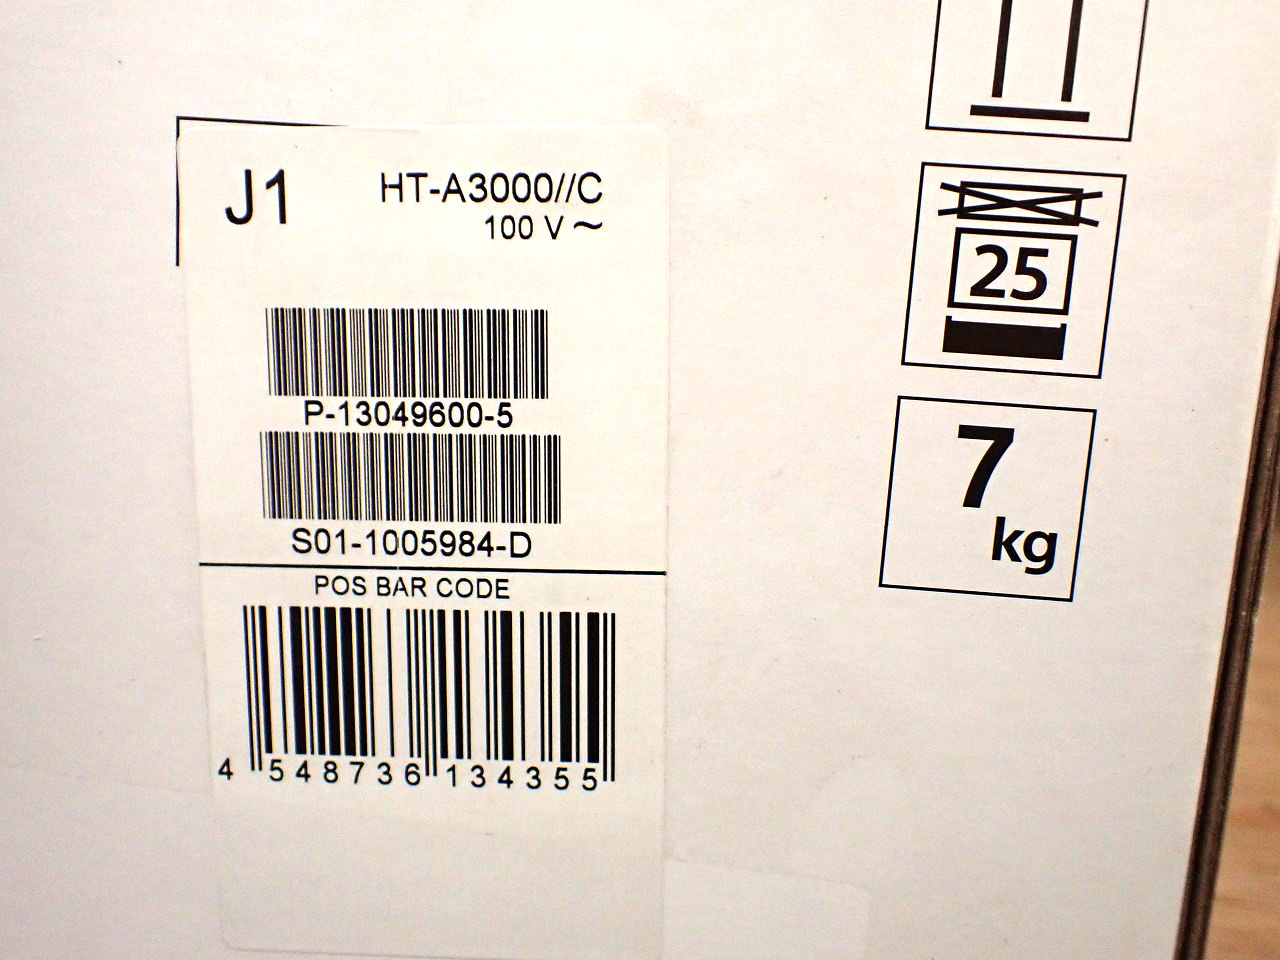 J1
HT-A3000//C
100 V ~
P-13049600-5
S01-1005984-D
POS BAR CODE
4 548736 134355
25
7
kg